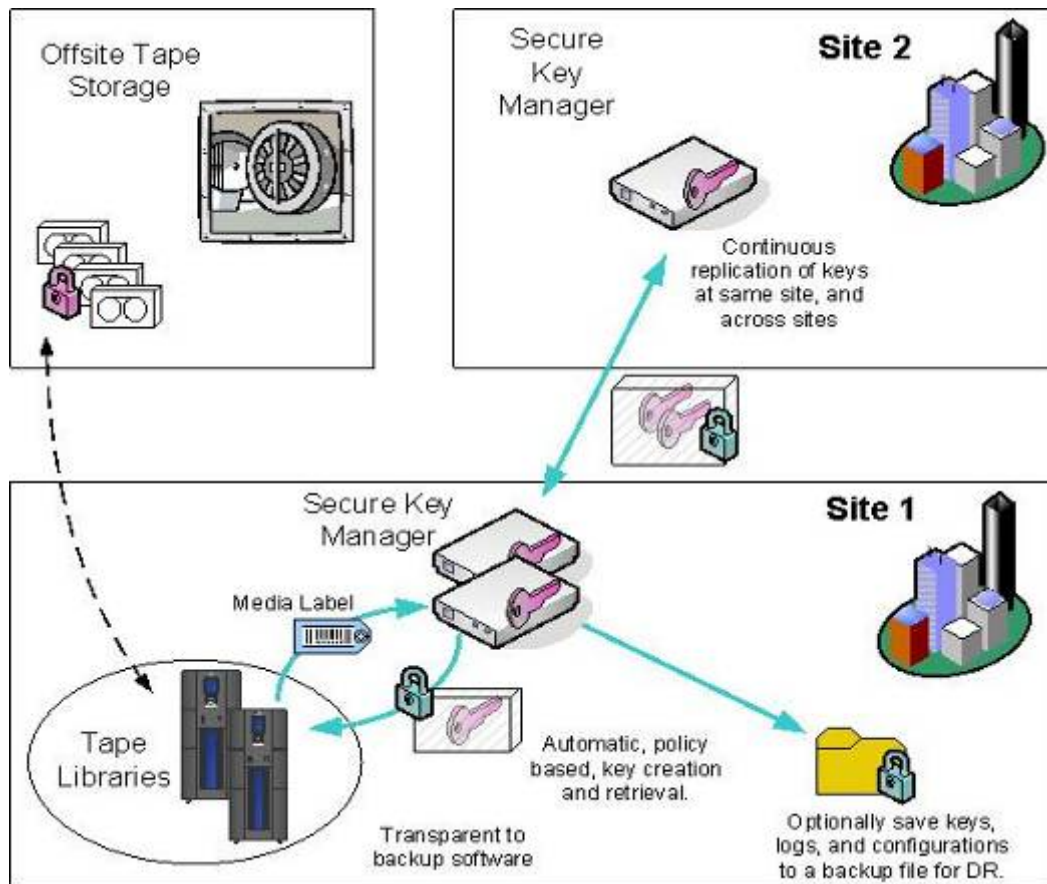 Offsite Tape
Storage
Secure
Key
Manager
Site 2
Continuous
replication of keys
at same site, and
across sites
Secure Key
Manager
Site 1
Media Label
Tape
Libraries
Automatic, policy
based, key creation
and retrieval.
Transparent to
backup software
Optionally save keys,
logs, and configurations
to a backup file for DR.